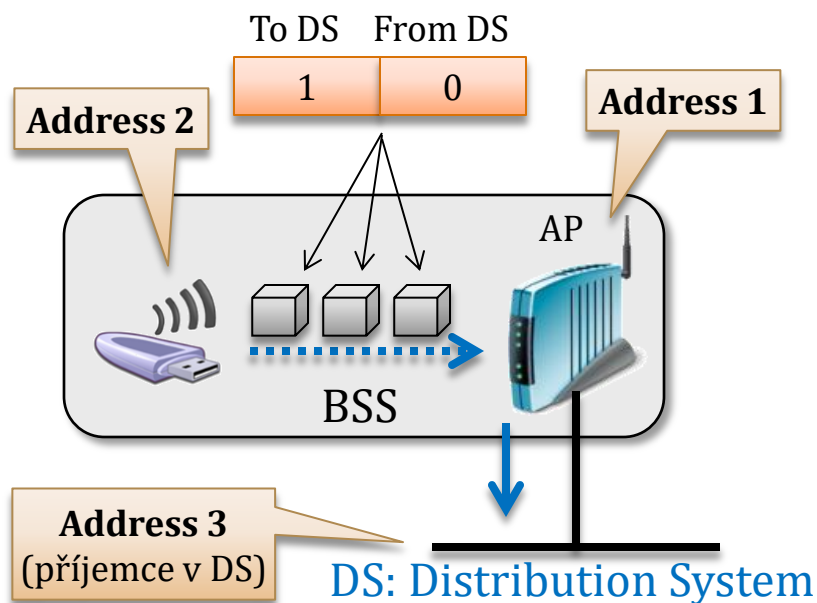 To DS From DS
1 0
Address 2
Address 1
AP
BSS
Address 3
(příjemce v DS)
DS: Distribution System